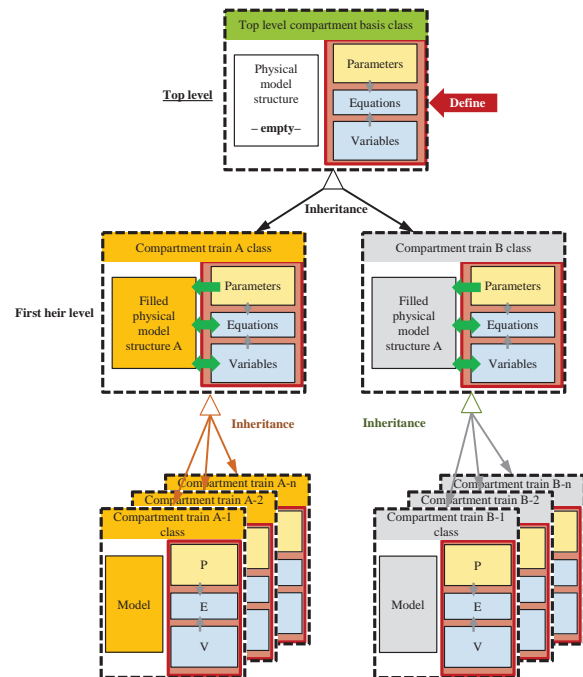 Top level compartment basis class
Top level
Physical
model
structure
– empty–
Parameters
Equations
Variables
Define
Inheritance
Compartment train A class
First heir level
Filled
physical
model
structure A
Parameters
Equations
Variables
Compartment train B class
Filled
physical
model
structure A
Parameters
Equations
Variables
Inheritance
Inheritance
Compartment train A-n
Compartment train A-2
Compartment train A-1
class
Model
P
E
V
Compartment train B-n
Compartment train B-2
Compartment train B-1
class
Model
P
E
V